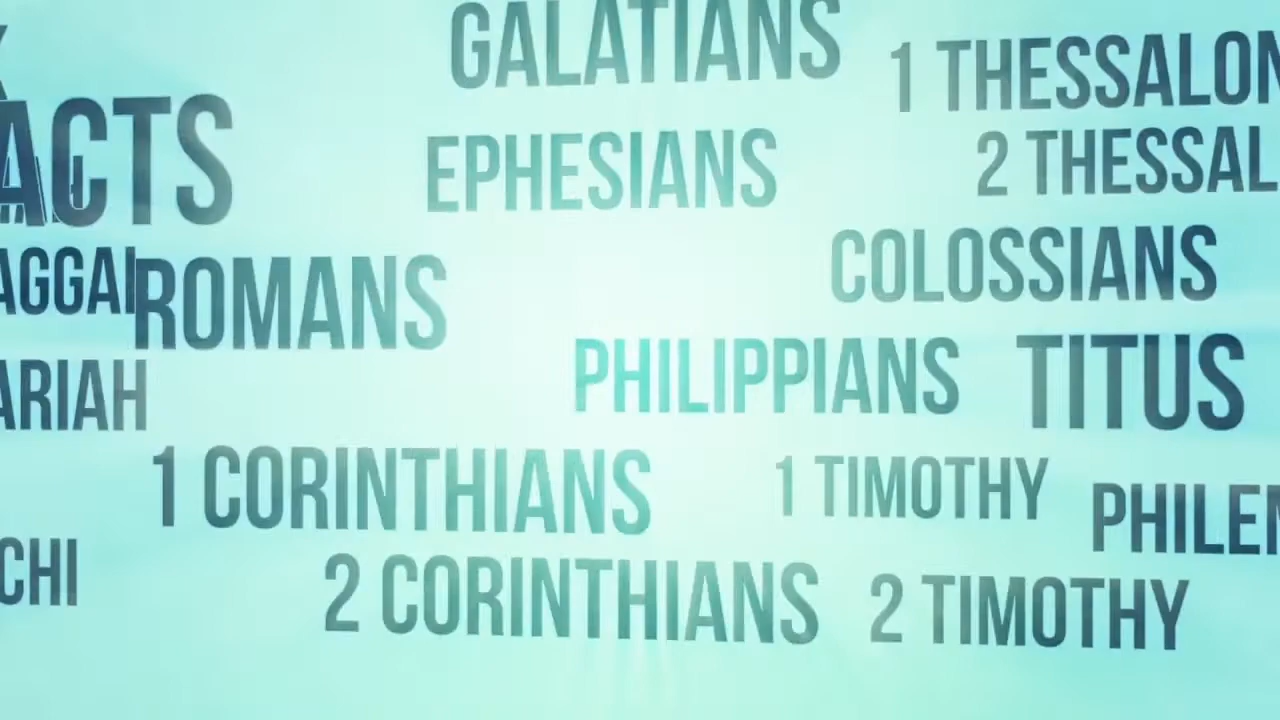 GALATIANS
1 THESSALON
ACTS
EPHESIANS
2 THESSAL
AGGAI
ROMANS
COLOSSIANS
PHILIPPIANS
TITUS
ARIAH
1 CORINTHIANS
1 TIMOTHY
PHILEM
CHI
2 CORINTHIANS
2 TIMOTHY